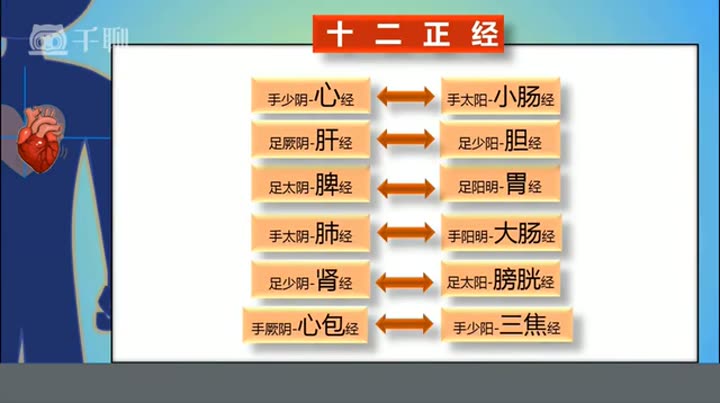 千聊
十二正经
手少阴-心经 手太阳-小肠经
足厥阴-肝经 足少阳-胆经
足太阴-脾经 足阳明-胃经
手太阴-肺经 手阳明-大肠经
足少阴-肾经 足太阳-膀胱经
手厥阴-心包经 手少阳-三焦经